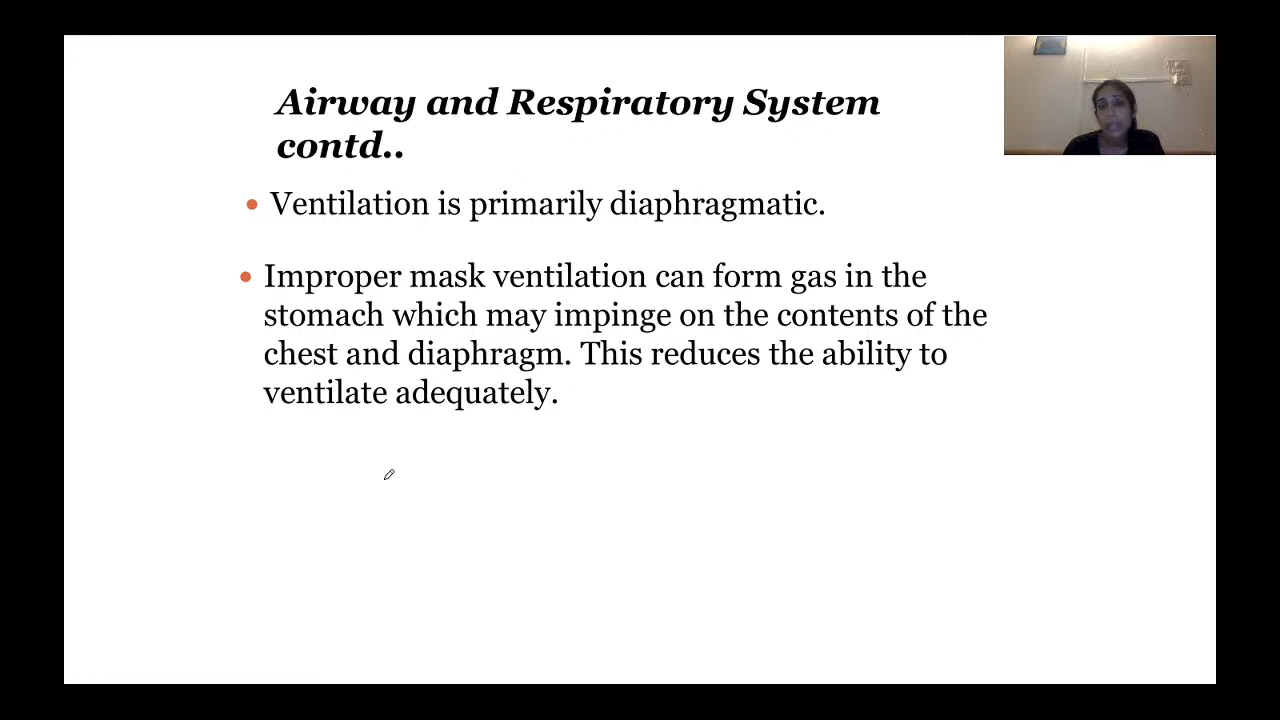 Airway and Respiratory System
contd..
Ventilation is primarily diaphragmatic.
Improper mask ventilation can form gas in the
stomach which may impinge on the contents of the
chest and diaphragm. This reduces the ability to
ventilate adequately.